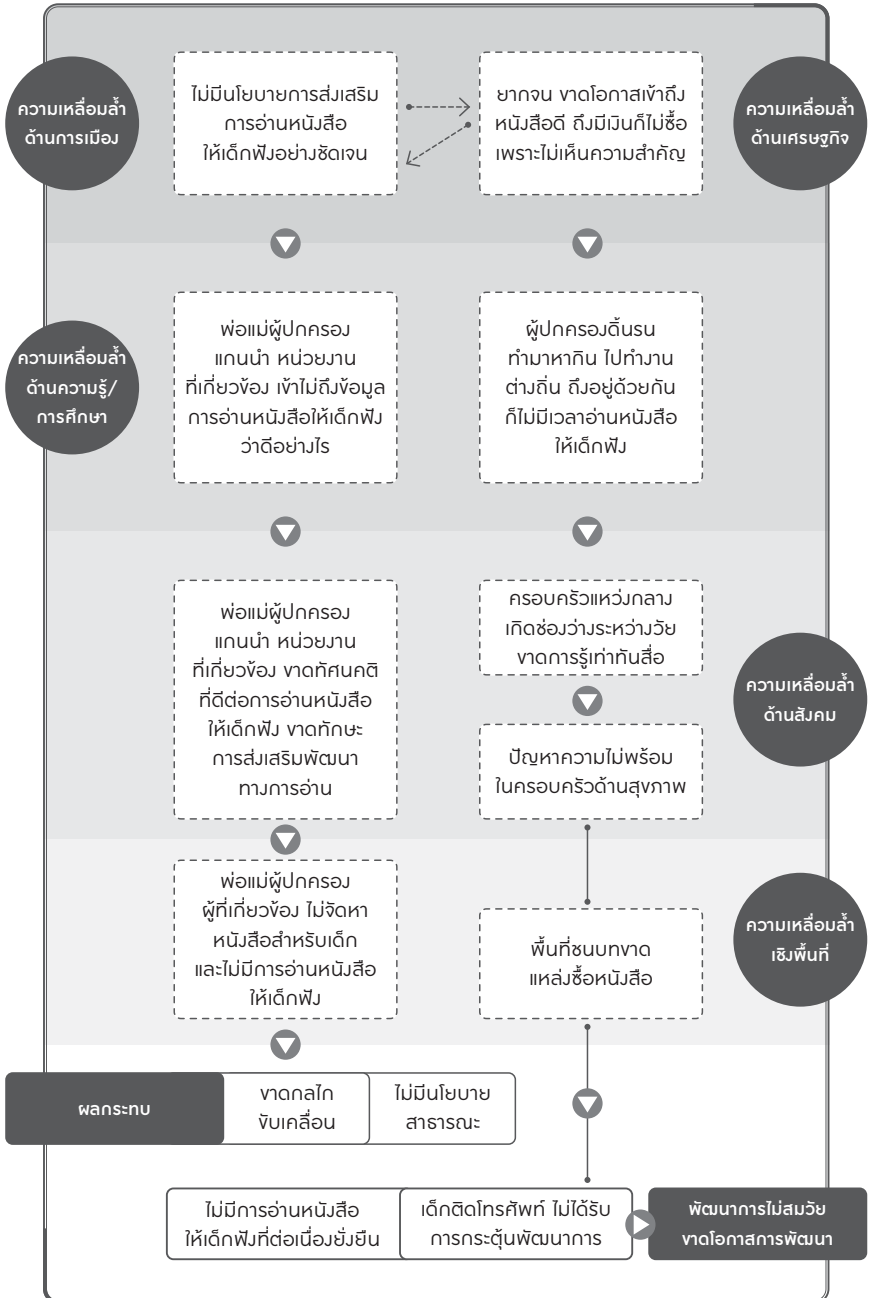 ความเหลื่อมล้ำ
ด้านการเมือง
ไม่มีนโยบายการส่งเสริม
การอ่านหนังสือ
ให้เด็กฟังอย่างชัดเจน
ยากจน ขาดโอกาสเข้าถึง
หนังสือดี ถึงมีเงินก็ไม่ซื้อ
เพราะไม่เห็นความสำคัญ
ความเหลื่อมล้ำ
ด้านเศรษฐกิจ
ความเหลื่อมล้ำ
ด้านความรู้/
การศึกษา
พ่อแม่ผู้ปกครอง
แกนนำ หน่วยงาน
ที่เกี่ยวข้อง เข้าไม่ถึงข้อมูล
การอ่านหนังสือให้เด็กฟัง
ว่าดีอย่างไร
ผู้ปกครองดิ้นรน
ทำมาหากิน ไปทำงาน
ต่างถิ่น ถึงอยู่ด้วยกัน
ก็ไม่มีเวลาอ่านหนังสือ
ให้เด็กฟัง
พ่อแม่ผู้ปกครอง
แกนนำ หน่วยงาน
ที่เกี่ยวข้อง ขาดทัศนคติ
ที่ดีต่อการอ่านหนังสือ
ให้เด็กฟัง ขาดทักษะ
การส่งเสริมพัฒนา
ทางการอ่าน
ครอบครัวแหว่งกลาง
เกิดช่องว่างระหว่างวัย
ขาดการรู้เท่าทันสื่อ
ปัญหาความไม่พร้อม
ในครอบครัวด้านสุขภาพ
ความเหลื่อมล้ำ
ด้านสังคม
พ่อแม่ผู้ปกครอง
ผู้ที่เกี่ยวข้อง ไม่จัดหา
หนังสือสำหรับเด็ก
และไม่มีการอ่านหนังสือ
ให้เด็กฟัง
พื้นที่ชนบทขาด
แหล่งซื้อหนังสือ
ความเหลื่อมล้ำ
เชิงพื้นที่
ผลกระทบ
ขาดกลไก
ขับเคลื่อน
ไม่มีนโยบาย
สาธารณะ
ไม่มีการอ่านหนังสือ
ให้เด็กฟังที่ต่อเนื่องยั่งยืน
เด็กติดโทรศัพท์ ไม่ได้รับ
การกระตุ้นพัฒนาการ
พัฒนาการไม่สมวัย
ขาดโอกาสการพัฒนา